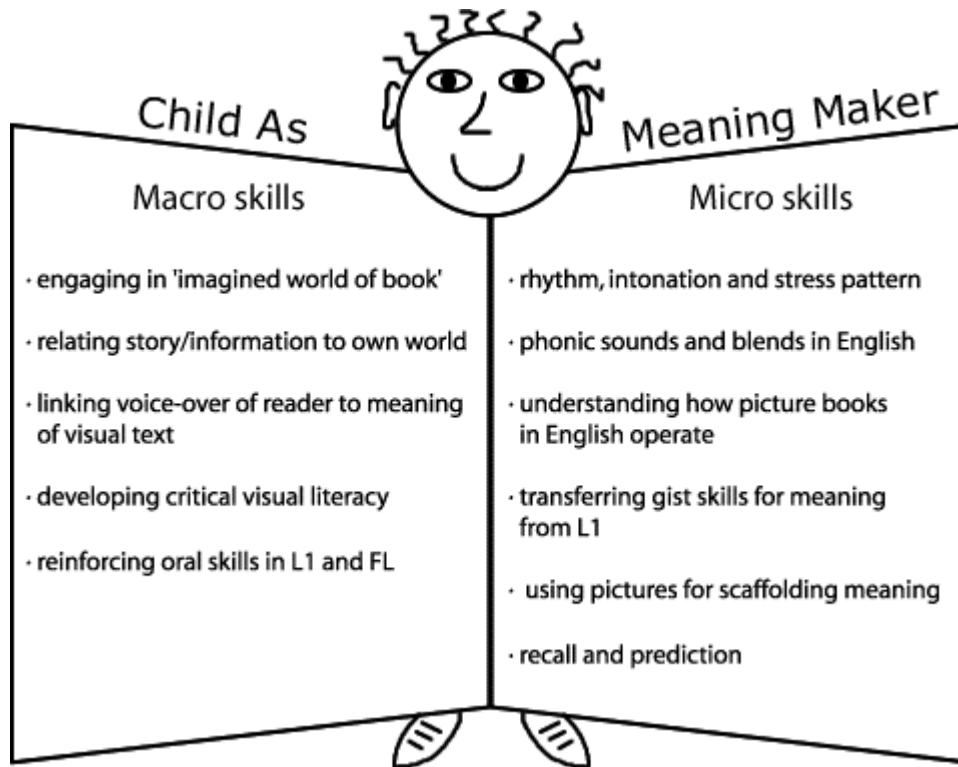 Child As
Meaning Maker
Macro skills
· engaging in 'imagined world of book'
· relating story/information to own world
· linking voice-over of reader to meaning
of visual text
· developing critical visual literacy
· reinforcing oral skills in L1 and FL
Micro skills
· rhythm, intonation and stress pattern
· phonic sounds and blends in English
· understanding how picture books
in English operate
· transferring gist skills for meaning
from L1
· using pictures for scaffolding meaning
· recall and prediction